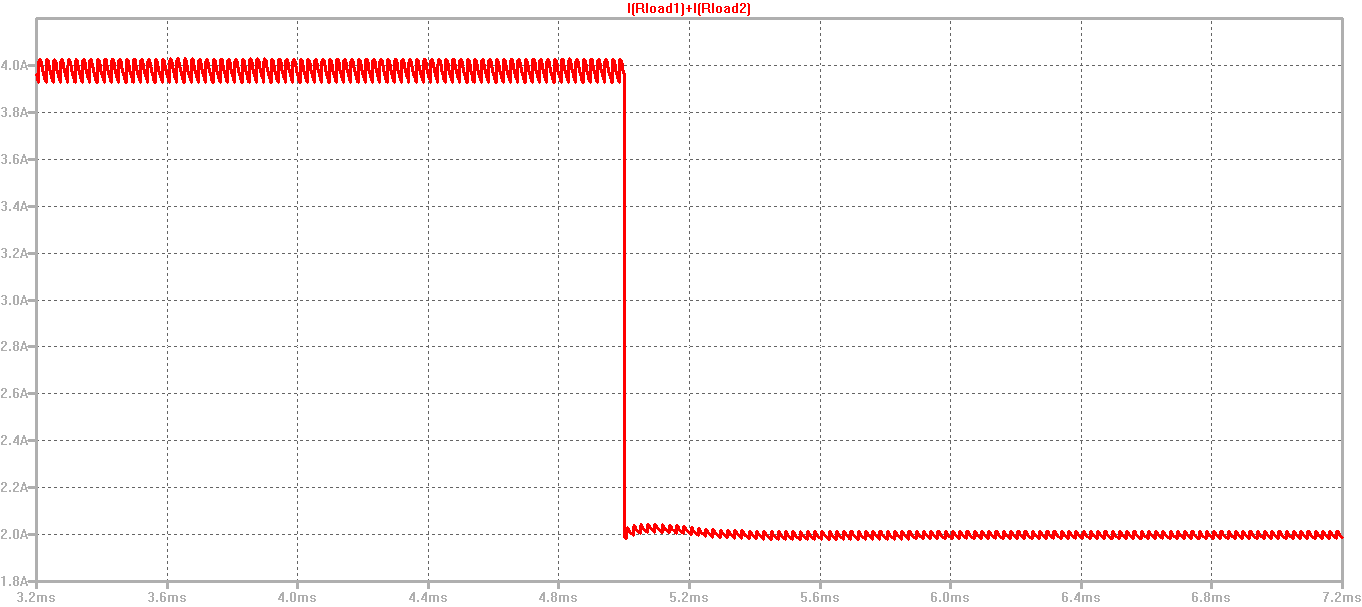 I(Rload1)+I(Rload2)
4.0A
3.8A
3.6A
3.4A
3.2A
3.0A
2.8A
2.6A
2.4A
2.2A
2.0A
1.8A
3.2ms 3.6ms 4.0ms 4.4ms 4.8ms 5.2ms 5.6ms 6.0ms 6.4ms 6.8ms 7.2ms